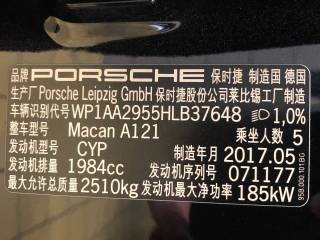 品牌 PORSCHE 保时捷 制造国 德国
生产厂 Porsche Leipzig GmbH 保时捷股份公司莱比锡工厂制造
车辆识别代号 WP1AA2955HLB37648 1,0%
整车型号 Macan A121 乘坐人数 5
发动机型号 CYP 制造年月 2017.05
发动机排量 1984cc 发动机序列号 071177
最大允许总质量 2510kg 发动机最大净功率 185kW